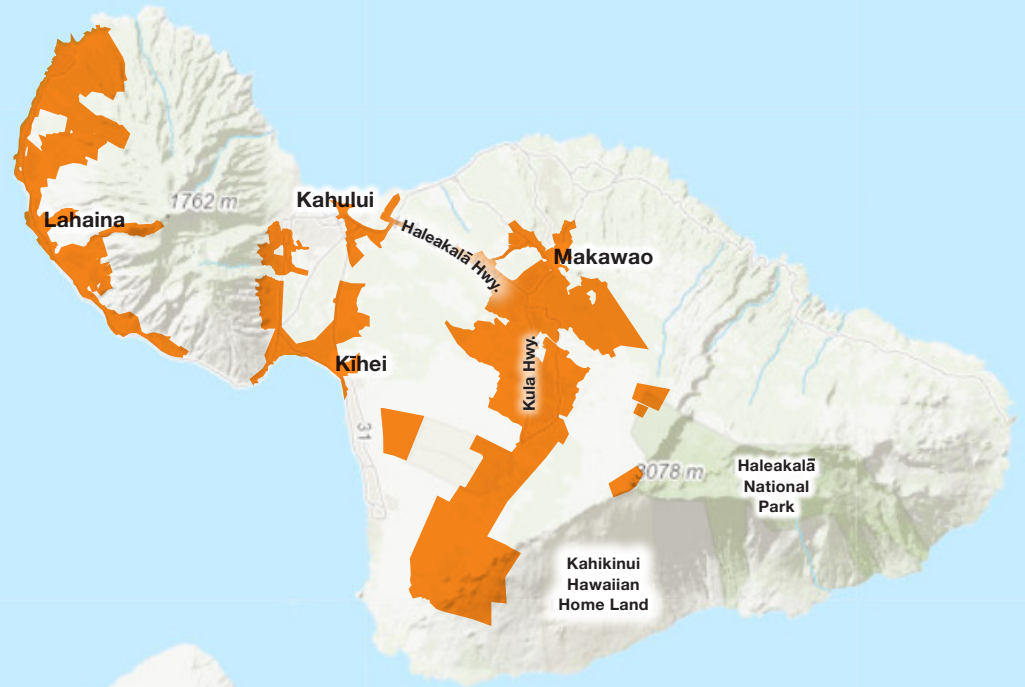 1762 m
Kahului
Lahaina
Haleakalā Hwy.
Makawao
Kīhei
Kula Hwy.
31
3078 m
Haleakalā
National
Park
Kahikinui
Hawaiian
Home Land